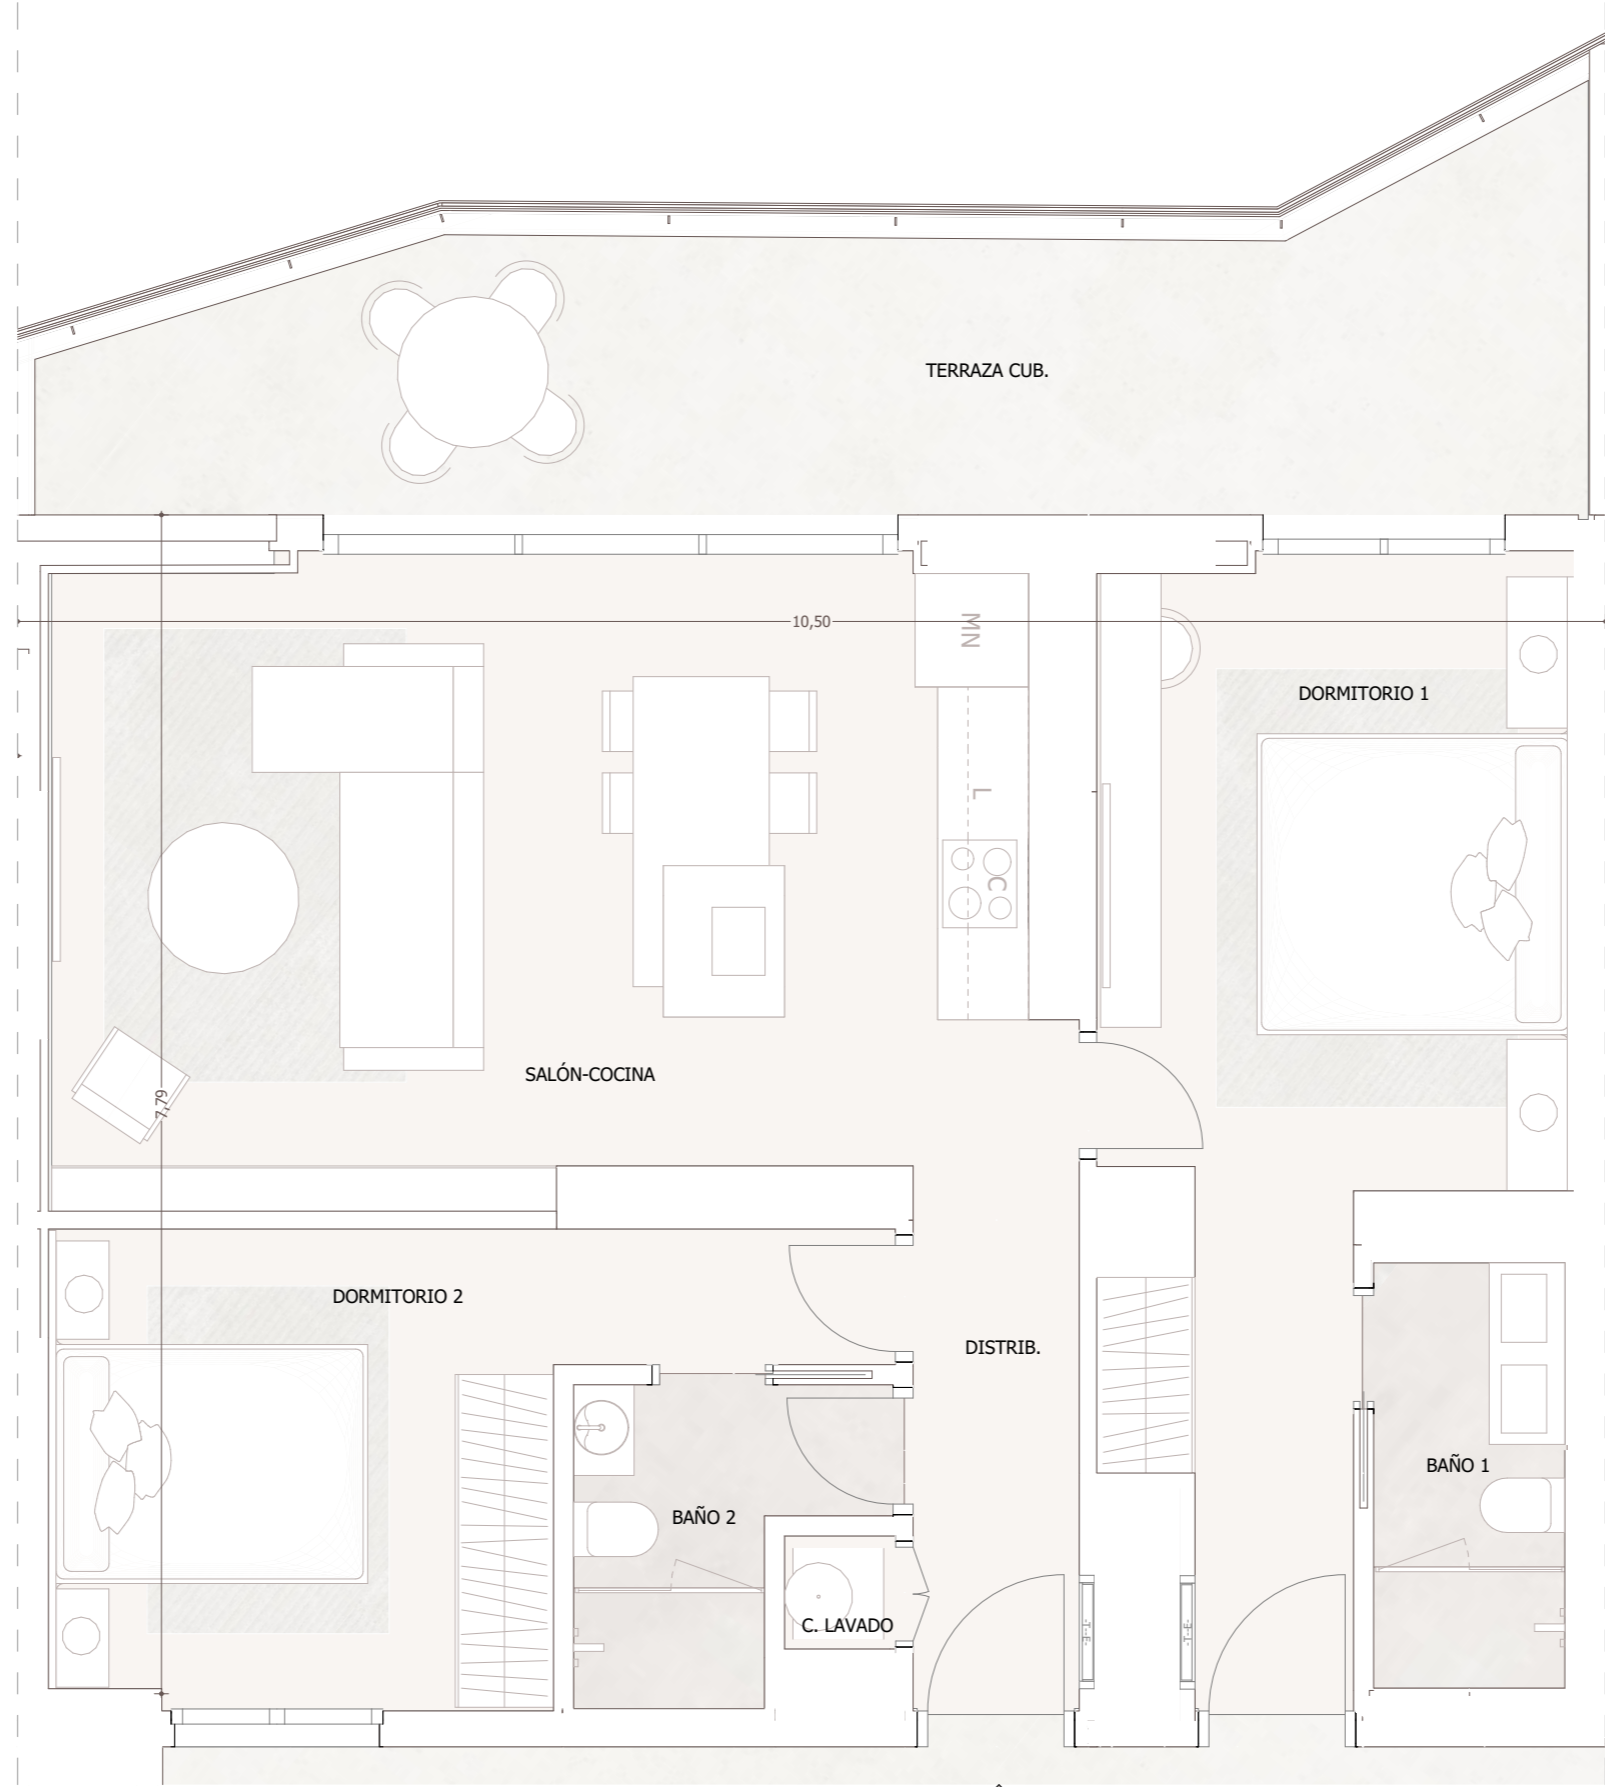 TERRAZA CUB.
10,50
MN
DORMITORIO 1
L
C
SALÓN-COCINA
7,79
DORMITORIO 2
DISTRIB.
BAÑO 1
BAÑO 2
C. LAVADO
-T-E-
-T-E-